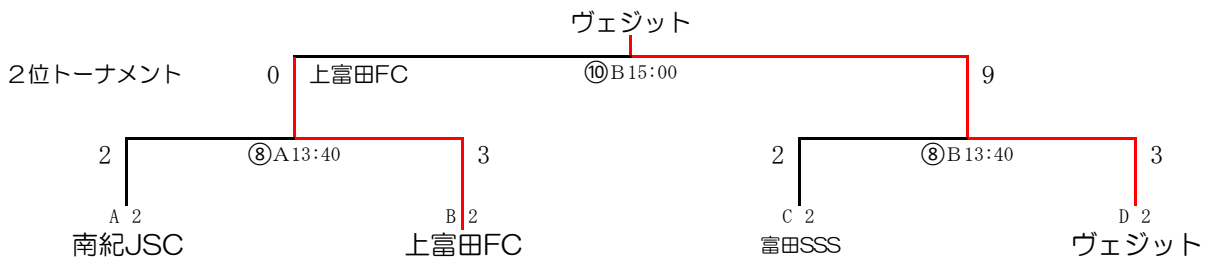 ヴェジット
２位トーナメント 0 上富田FC ⑩B15:00 9
2 ⑧A13:40 3 2 ⑧B13:40 3
A 2 B 2 C 2 D 2
南紀JSC 上富田FC 富田SSS ヴェジット